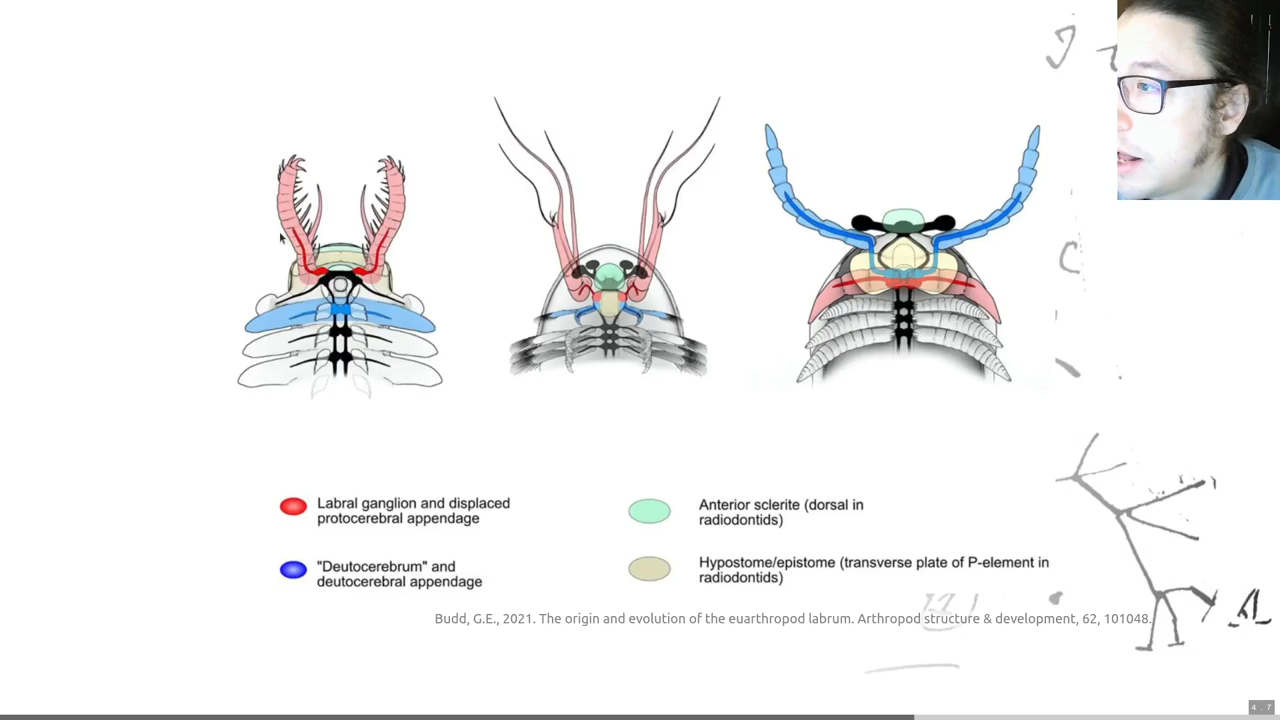 Labral ganglion and displaced
protocerebral appendage
Anterior sclerite (dorsal in
radiodontids)
"Deutocerebrum" and
deutocerebral appendage
Hypostome/epistome (transverse plate of P-element in
radiodontids)
Budd, G.E., 2021. The origin and evolution of the euarthropod labrum. Arthropod structure & development, 62, 101048.
4 . 7